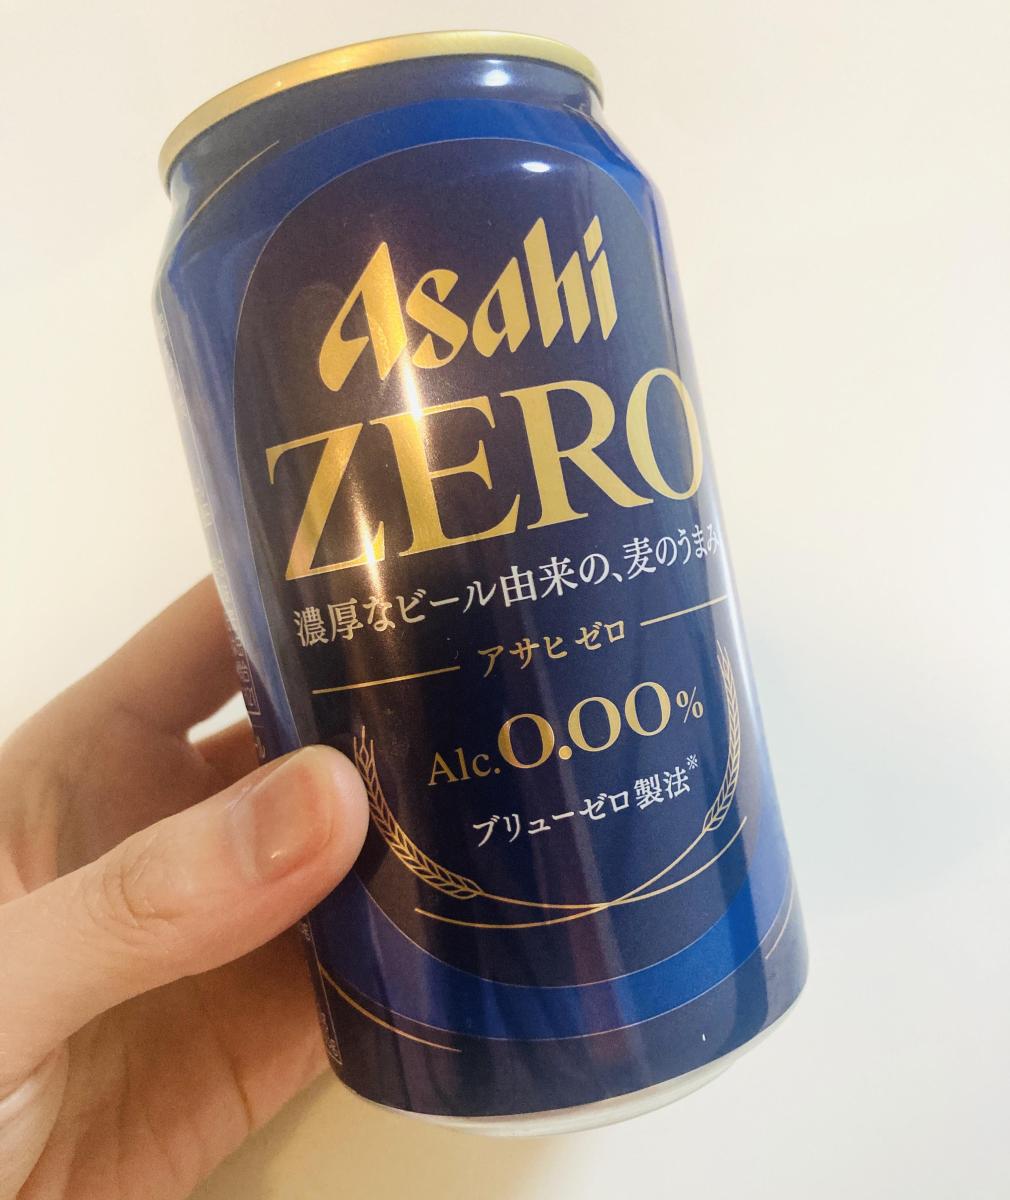 Asahi
ZERO
濃厚なビール由来の、麦のうまみ
アサヒ ゼロ
Alc.0.00%
ブリューゼロ製法※